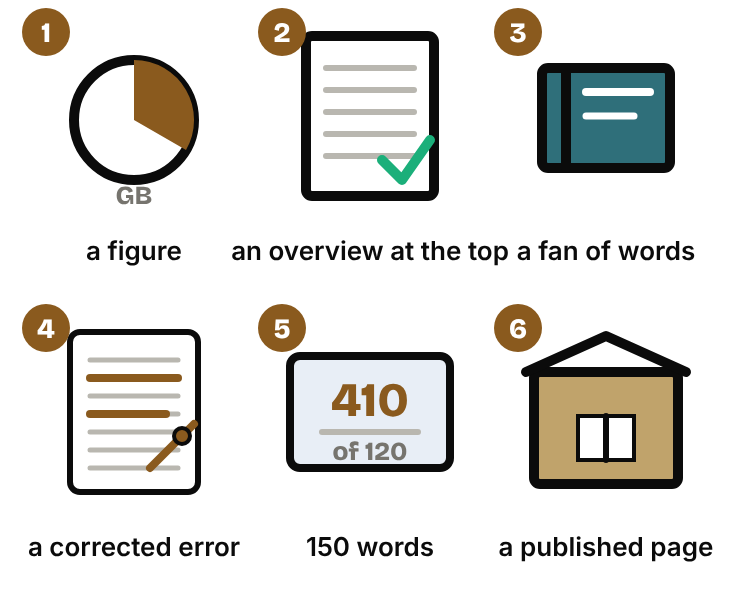 1
2
3
GB
a figure
an overview at the top
a fan of words
4
5
6
410
of 120
a corrected error
150 words
a published page